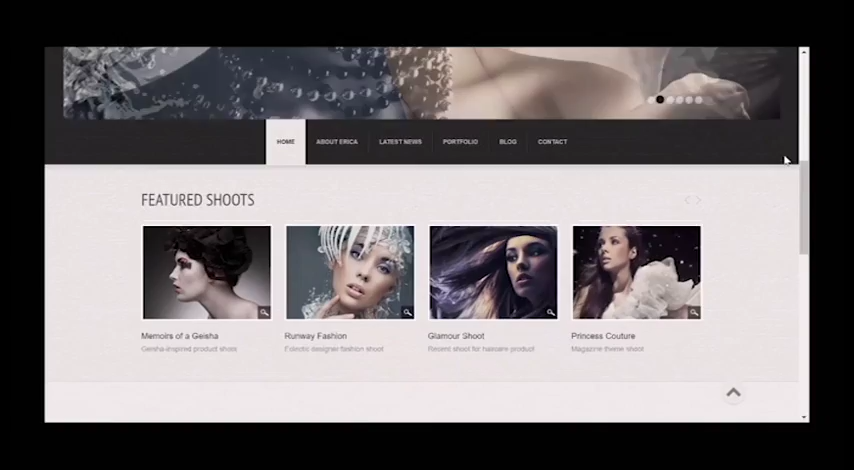 HOME ABOUT ERICA LATEST NEWS PORTFOLIO BLOG CONTACT
FEATURED SHOOTS
Memoirs of a Geisha Runway Fashion Glamour Shoot Princess Couture
Geisha-inspired product shots Eclectic designer fashion shoot Recent shoot for haircare product Magazine theme shoot